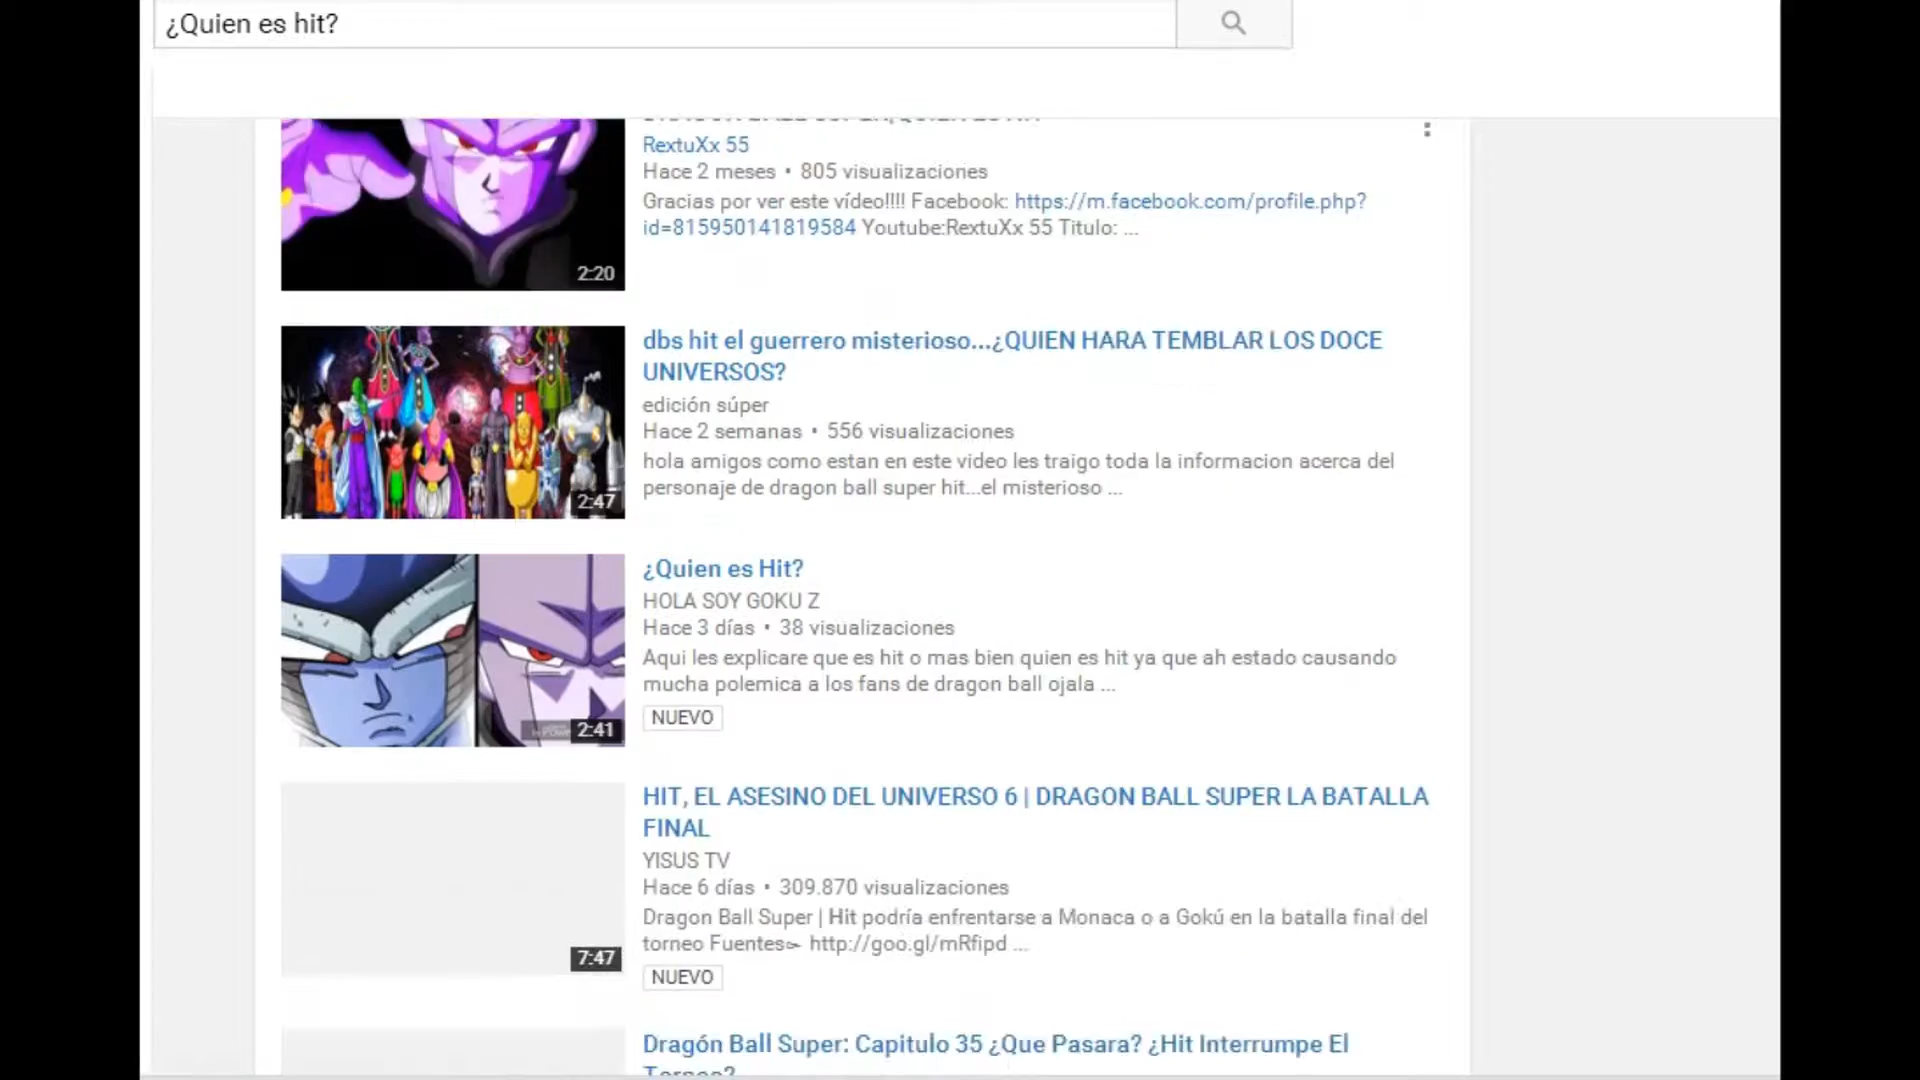 ¿Quien es hit?
RextuXx 55
Hace 2 meses • 805 visualizaciones
Gracias por ver este vídeo!!!! Facebook: https://m.facebook.com/profile.php?
id=815950141819584 Youtube:RextuXx 55 Titulo: ...
2:20
dbs hit el guerrero misterioso...¿QUIEN HARA TEMBLAR LOS DOCE
UNIVERSOS?
edición súper
Hace 2 semanas • 556 visualizaciones
hola amigos como estan en este video les traigo toda la informacion acerca del
personaje de dragon ball super hit...el misterioso ...
2:47
¿Quien es Hit?
HOLA SOY GOKU Z
Hace 3 días • 38 visualizaciones
Aqui les explicare que es hit o mas bien quien es hit ya que ah estado causando
mucha polemica a los fans de dragon ball ojala ...
NUEVO
2:41
HIT, EL ASESINO DEL UNIVERSO 6 | DRAGON BALL SUPER LA BATALLA
FINAL
YISUS TV
Hace 6 días • 309.870 visualizaciones
Dragon Ball Super | Hit podría enfrentarse a Monaca o a Gokú en la batalla final del
torneo Fuentes➛ http://goo.gl/mRfipd ...
NUEVO
7:47
Dragón Ball Super: Capitulo 35 ¿Que Pasara? ¿Hit Interrumpe El
Torneo?